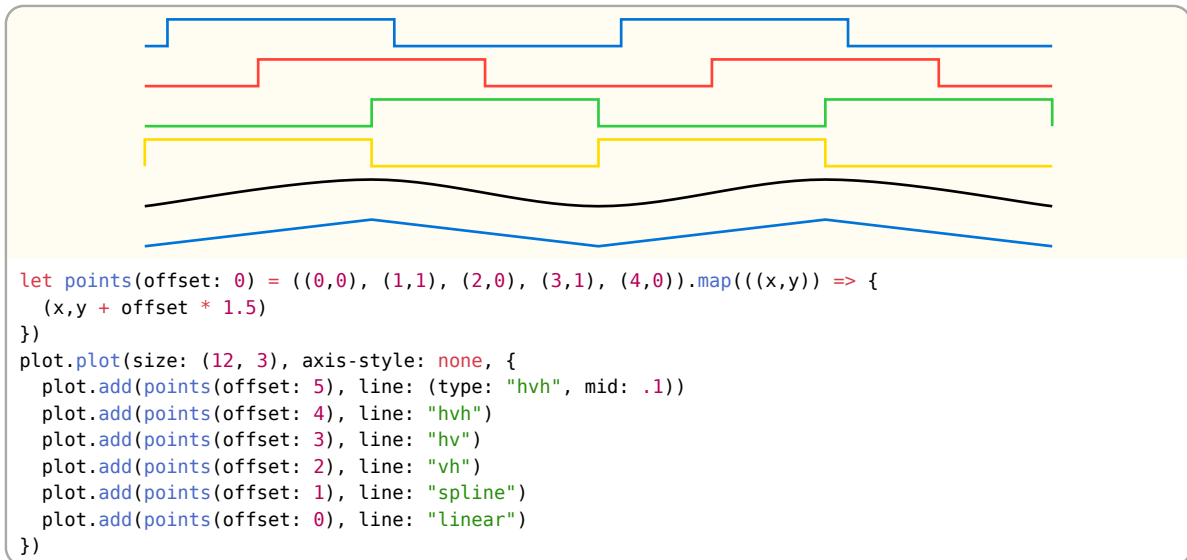 let points(offset: 0) = ((0,0), (1,1), (2,0), (3,1), (4,0)).map(((x,y)) => {
  (x,y + offset * 1.5)
})
plot.plot(size: (12, 3), axis-style: none, {
  plot.add(points(offset: 5), line: (type: "hvh", mid: .1))
  plot.add(points(offset: 4), line: "hvh")
  plot.add(points(offset: 3), line: "hv")
  plot.add(points(offset: 2), line: "vh")
  plot.add(points(offset: 1), line: "spline")
  plot.add(points(offset: 0), line: "linear")
})